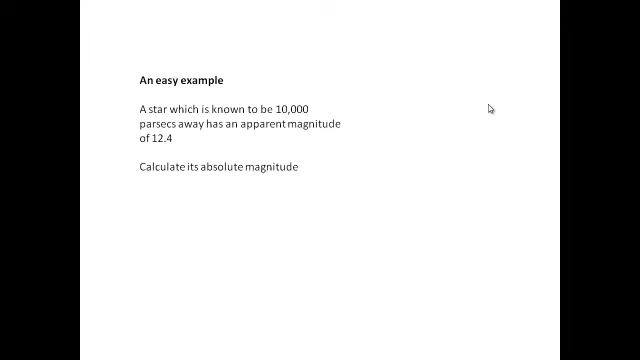 An easy example
A star which is known to be 10,000
parsecs away has an apparent magnitude
of 12.4
Calculate its absolute magnitude